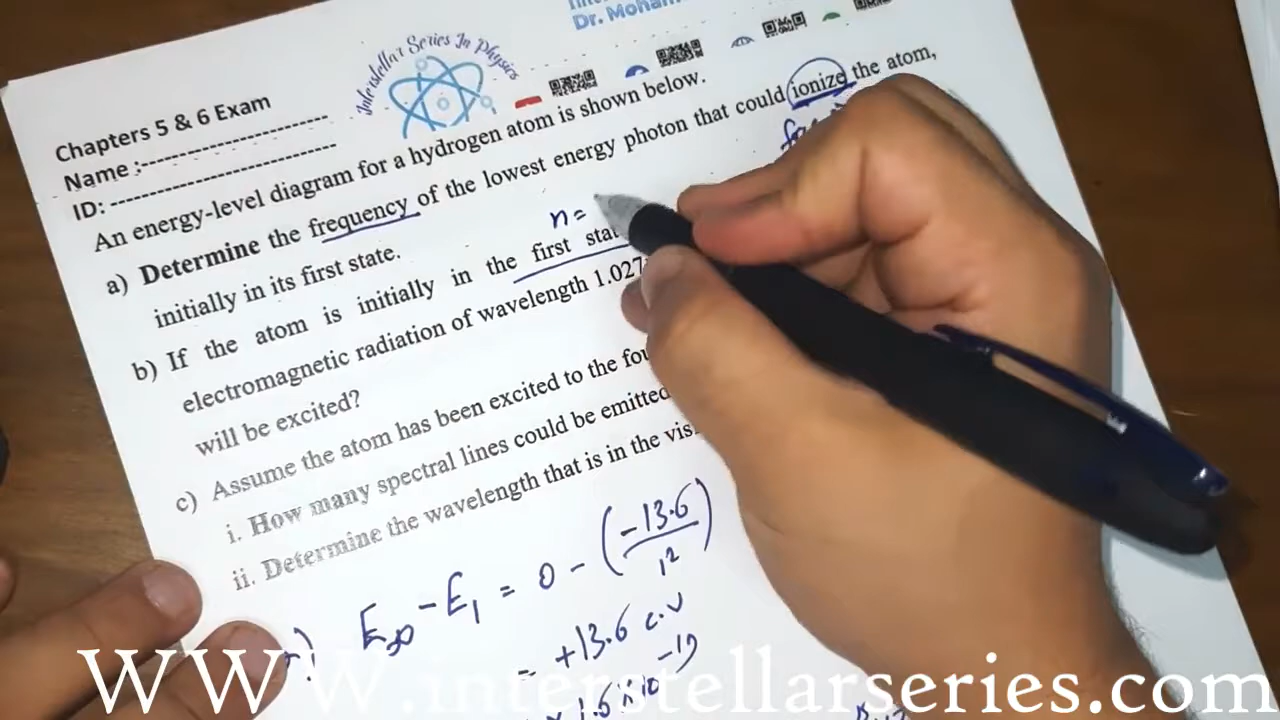 Dr. Moham
Interstellar Series In Physics
Chapters 5 & 6 Exam
Name :
ID:
An energy-level diagram for a hydrogen atom is shown below.
a) Determine the frequency of the lowest energy photon that could ionize the atom,
initially in its first state.
n=
b) If the atom is initially in the first
electromagnetic radiation of wavelength 1.027
will be excited?
c) Assume the atom has been excited to the fou
i. How many spectral lines could be emitted
ii. Determine the wavelength that is in the vis
E∞ - E1 = 0 - (-13.6/1²)
= +13.6 e.v
-19
WWW.interstellarseries.com